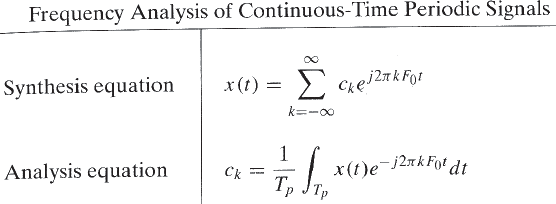 Frequency Analysis of Continuous-Time Periodic Signals
Synthesis equation x(t) = ∑_{k=−∞}^{∞} c_k e^{j2πkF_0t}
Analysis equation c_k = 1/T_p ∫_{T_p} x(t)e^{−j2πkF_0t} dt